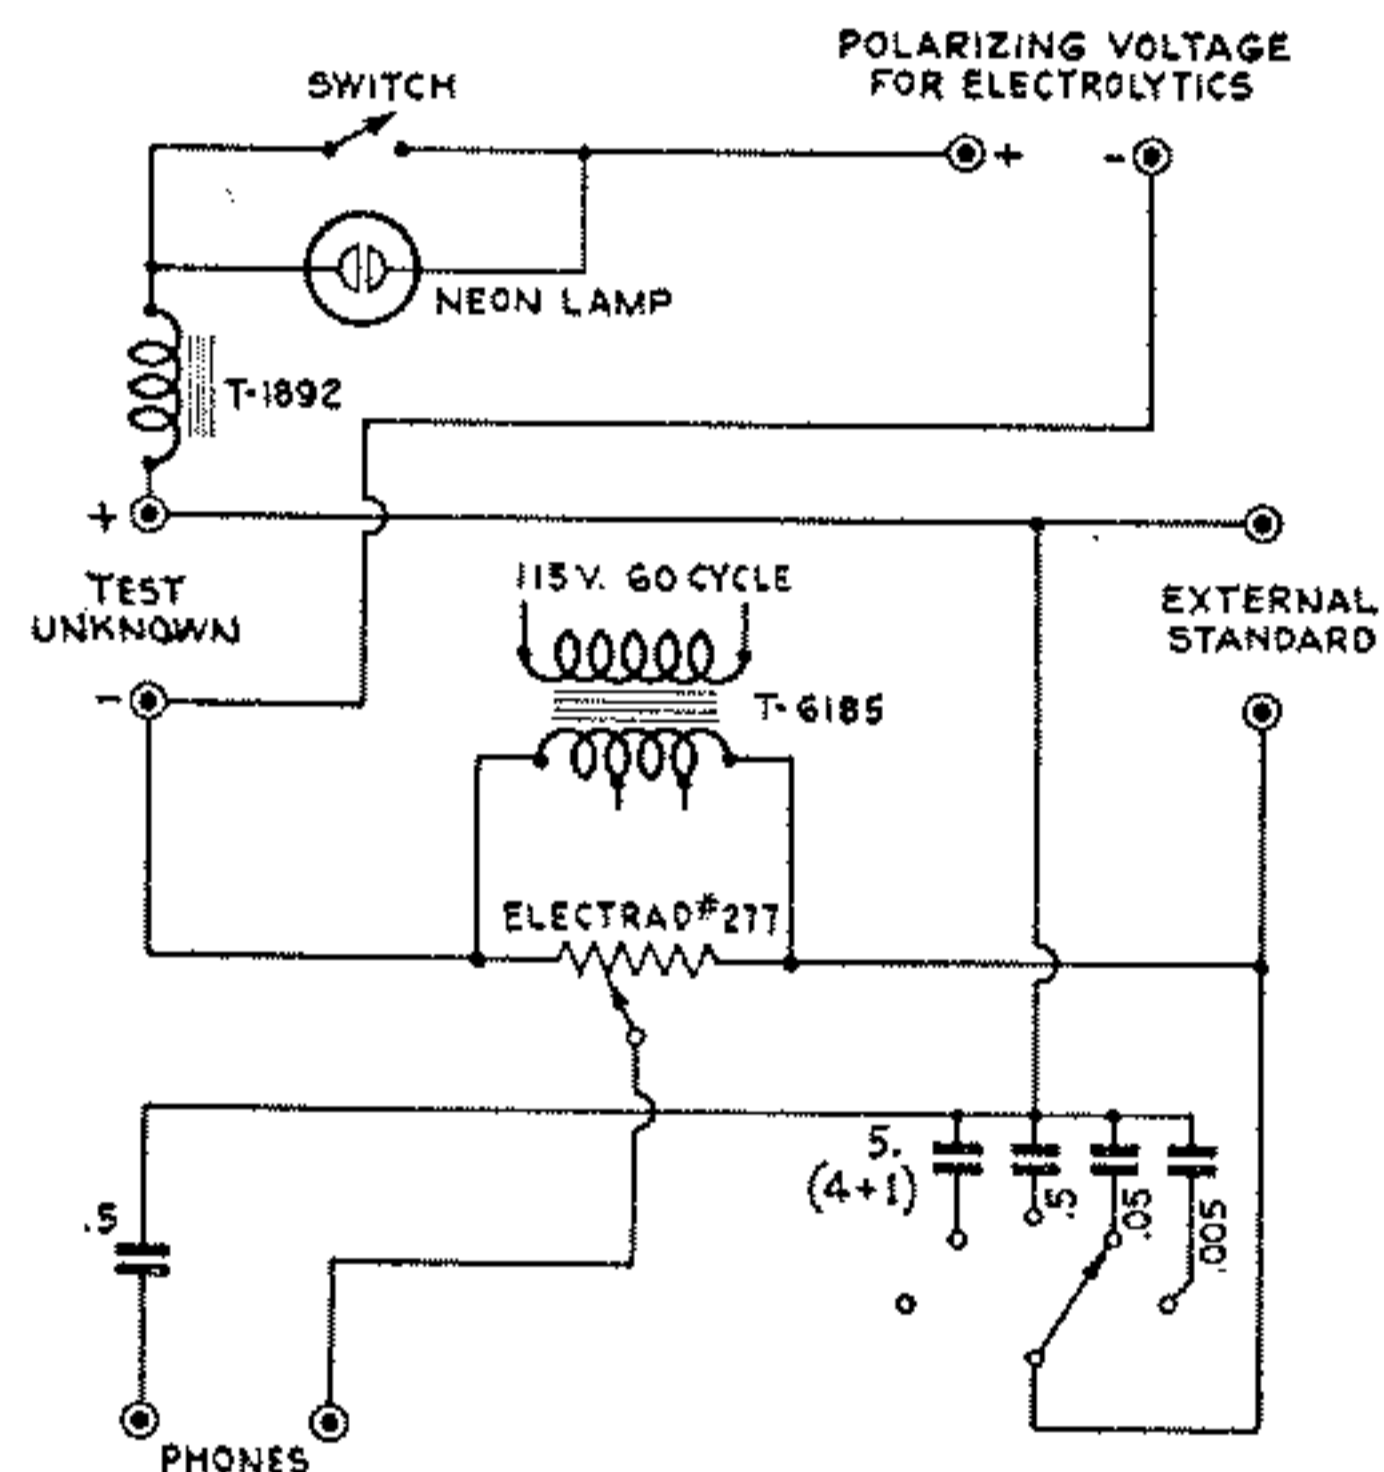 POLARIZING VOLTAGE
FOR ELECTROLYTICS
SWITCH
+
-
NEON LAMP
T-1892
+
115 V. 60 CYCLE
TEST
UNKNOWN
EXTERNAL
STANDARD
-
T-6185
ELECTRAD #277
5.
(4+1)
.5
.05
.005
.5
PHONES